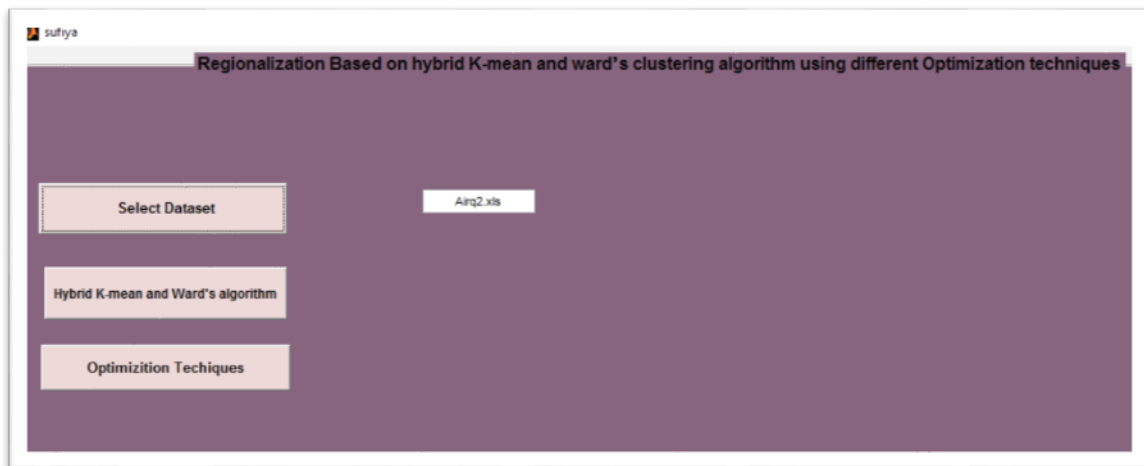 sufiya
Regionalization Based on hybrid K-mean and ward's clustering algorithm using different Optimization techniques
Select Dataset
Airq2.xls
Hybrid K-mean and Ward's algorithm
Optimizition Techiques